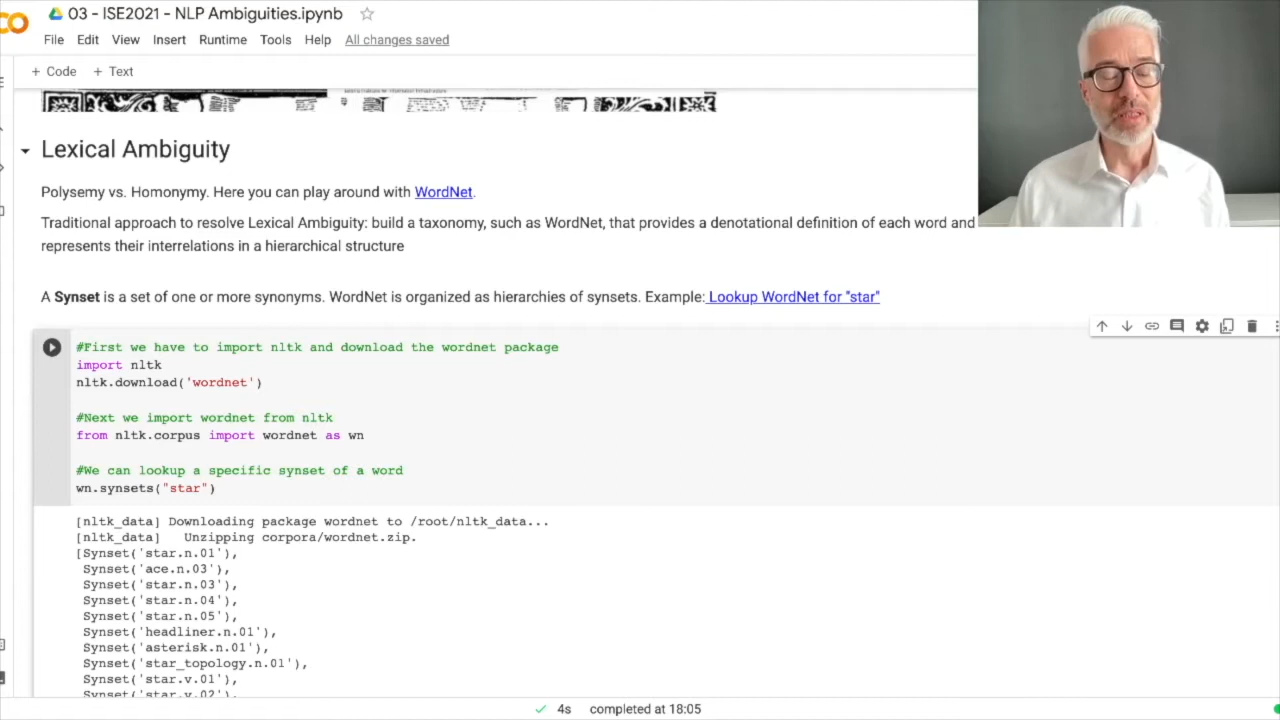 03 - ISE2021 - NLP Ambiguities.ipynb
File Edit View Insert Runtime Tools Help All changes saved
+ Code + Text
Lexical Ambiguity
Polysemy vs. Homonymy. Here you can play around with WordNet.
Traditional approach to resolve Lexical Ambiguity: build a taxonomy, such as WordNet, that provides a denotational definition of each word and
represents their interrelations in a hierarchical structure
A Synset is a set of one or more synonyms. WordNet is organized as hierarchies of synsets. Example: Lookup WordNet for "star"
#First we have to import nltk and download the wordnet package
import nltk
nltk.download('wordnet')
#Next we import wordnet from nltk
from nltk.corpus import wordnet as wn
#We can lookup a specific synset of a word
wn.synsets("star")
[nltk_data] Downloading package wordnet to /root/nltk_data...
[nltk_data]   Unzipping corpora/wordnet.zip.
[Synset('star.n.01'),
Synset('ace.n.03'),
Synset('star.n.03'),
Synset('star.n.04'),
Synset('star.n.05'),
Synset('headliner.n.01'),
Synset('asterisk.n.01'),
Synset('star_topology.n.01'),
Synset('star.v.01'),
Synset('star.v.02'),
4s completed at 18:05